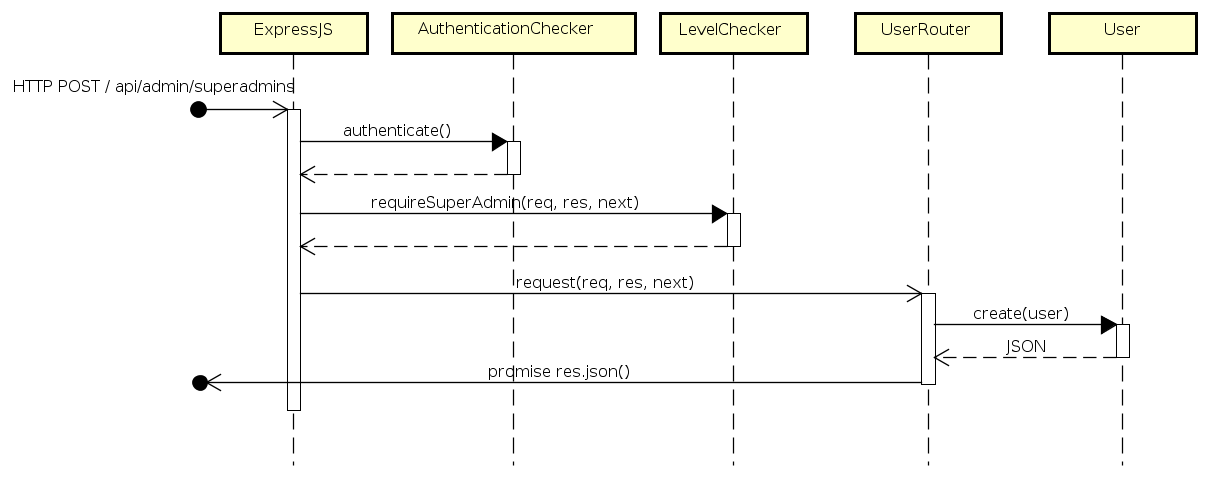 ExpressJS
AuthenticationChecker
LevelChecker
UserRouter
User
HTTP POST / api/admin/superadmins
authenticate()
requireSuperAdmin(req, res, next)
request(req, res, next)
create(user)
JSON
promise res.json()